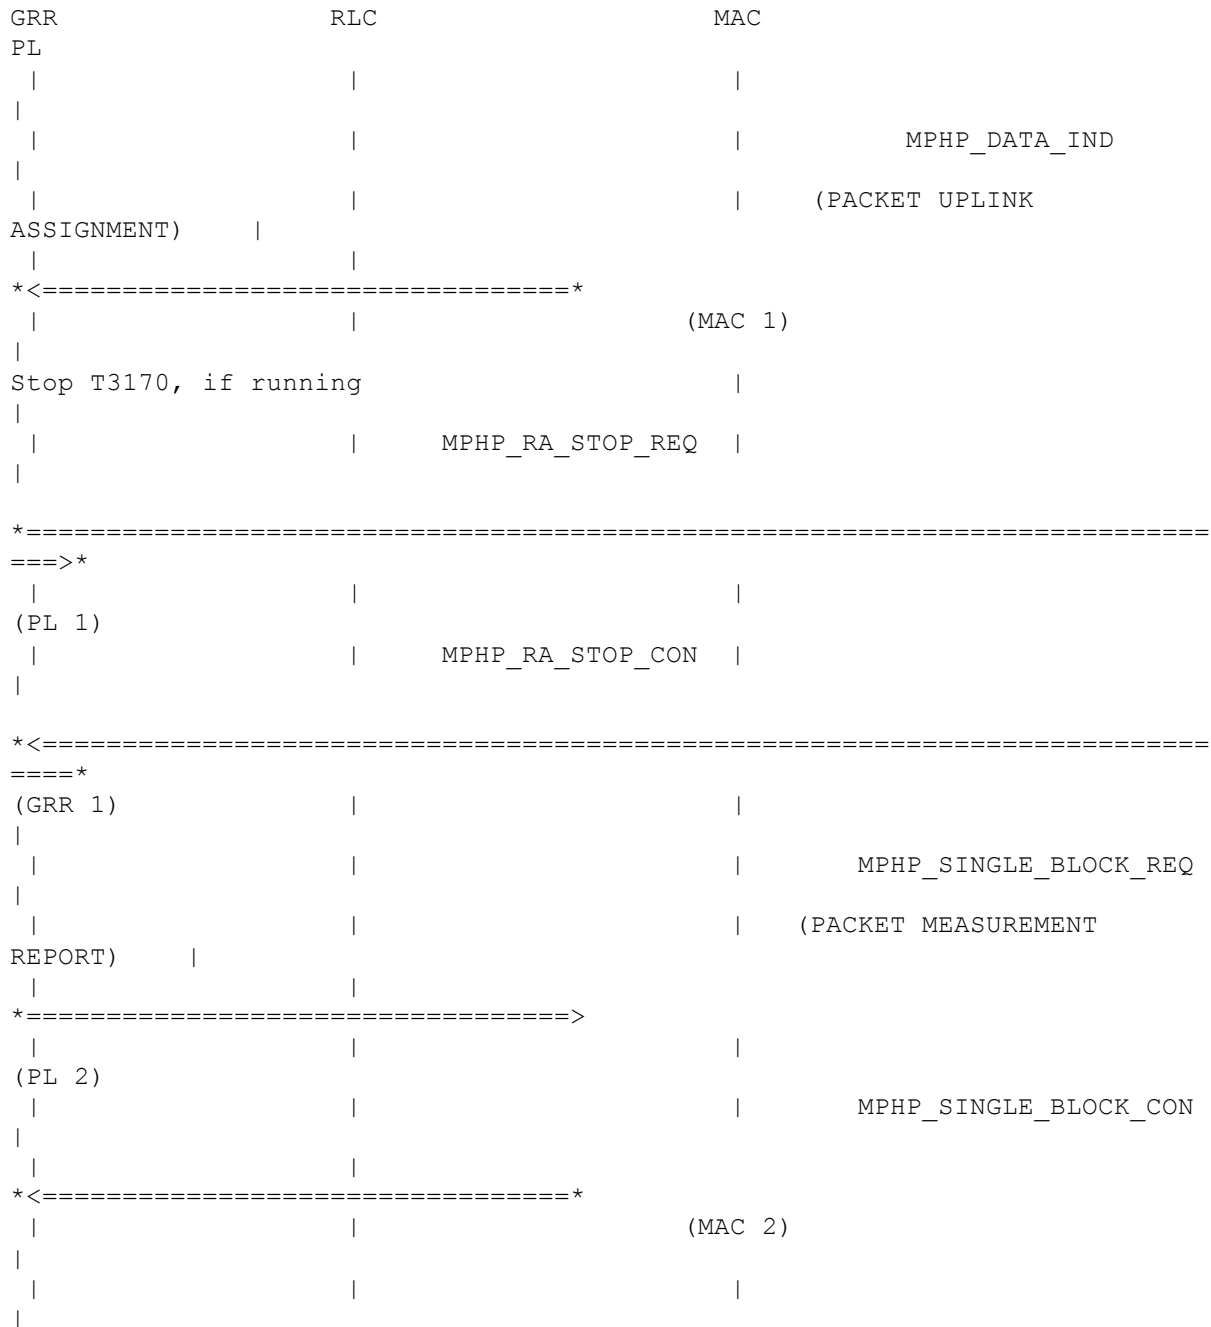 GRR                 RLC                     MAC
PL
 |                    |                       |
|
 |                    |                       |          MPHP_DATA_IND
|
 |                    |                       |    (PACKET UPLINK
ASSIGNMENT)    |
 |                    |
*<=================================*
 |                    |                    (MAC 1)
|
Stop T3170, if running                       |
|
 |                    |     MPHP_RA_STOP_REQ  |
|
*==========================================================================
===>*
 |                    |                       |
(PL 1)
 |                    |     MPHP_RA_STOP_CON  |
|
*<=========================================================================
====*
(GRR 1)               |                       |
|
 |                    |                       |       MPHP_SINGLE_BLOCK_REQ
|
 |                    |                       |   (PACKET MEASUREMENT
REPORT)    |
 |                    |
*==================================>
 |                    |                       |
(PL 2)
 |                    |                       |       MPHP_SINGLE_BLOCK_CON
|
 |                    |
*<=================================*
 |                    |                    (MAC 2)
|
 |                    |                       |
|